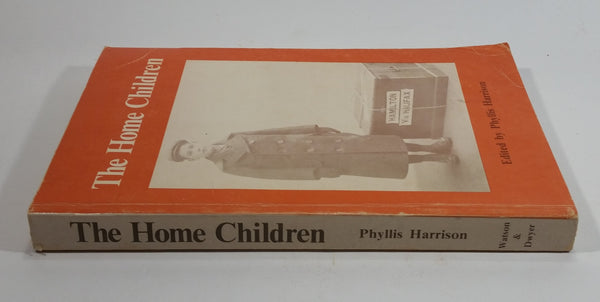 The Home Children
HAMILTON
VIA HALIFAX
Edited by Phyllis Harrison
The Home Children
Phyllis Harrison
Watson
&
Dwyer